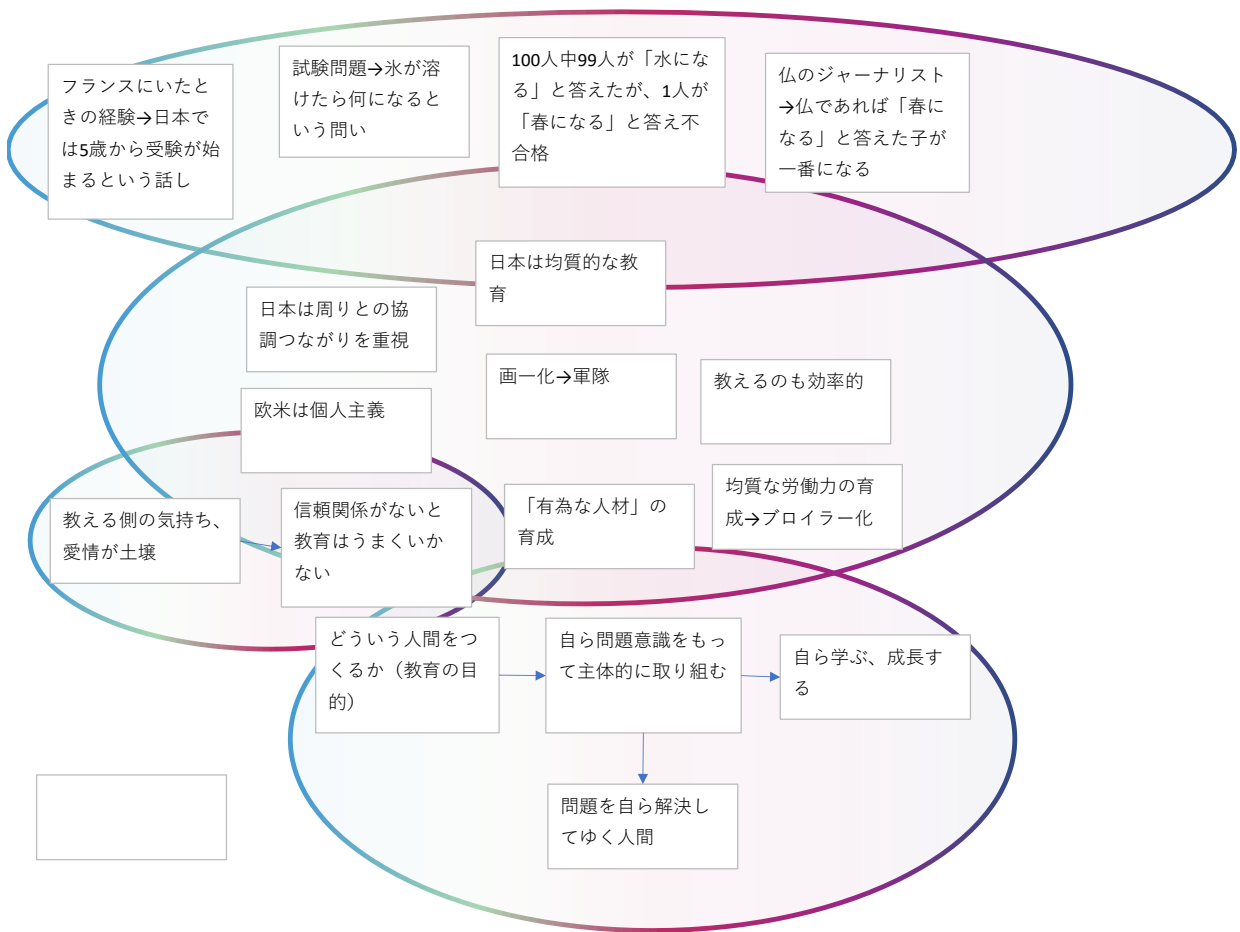 フランスにいたと
きの経験→日本で
は5歳から受験が始
まるという話し
試験問題→氷が溶
けたら何になると
いう問い
100人中99人が「水にな
る」と答えたが、1人が
「春になる」と答え不
合格
仏のジャーナリスト
→仏であれば「春に
なる」と答えた子が
一番になる
日本は均質的な教
育
日本は周りとの協
調つながりを重視
画一化→軍隊
教えるのも効率的
欧米は個人主義
教える側の気持ち、
愛情が土壌
信頼関係がないと
教育はうまくいか
ない
「有為な人材」の
育成
均質な労働力の育
成→ブロイラー化
どういう人間をつ
くるか（教育の目
的）
自ら問題意識をもっ
て主体的に取り組む
自ら学ぶ、成長す
る
問題を自ら解決し
てゆく人間